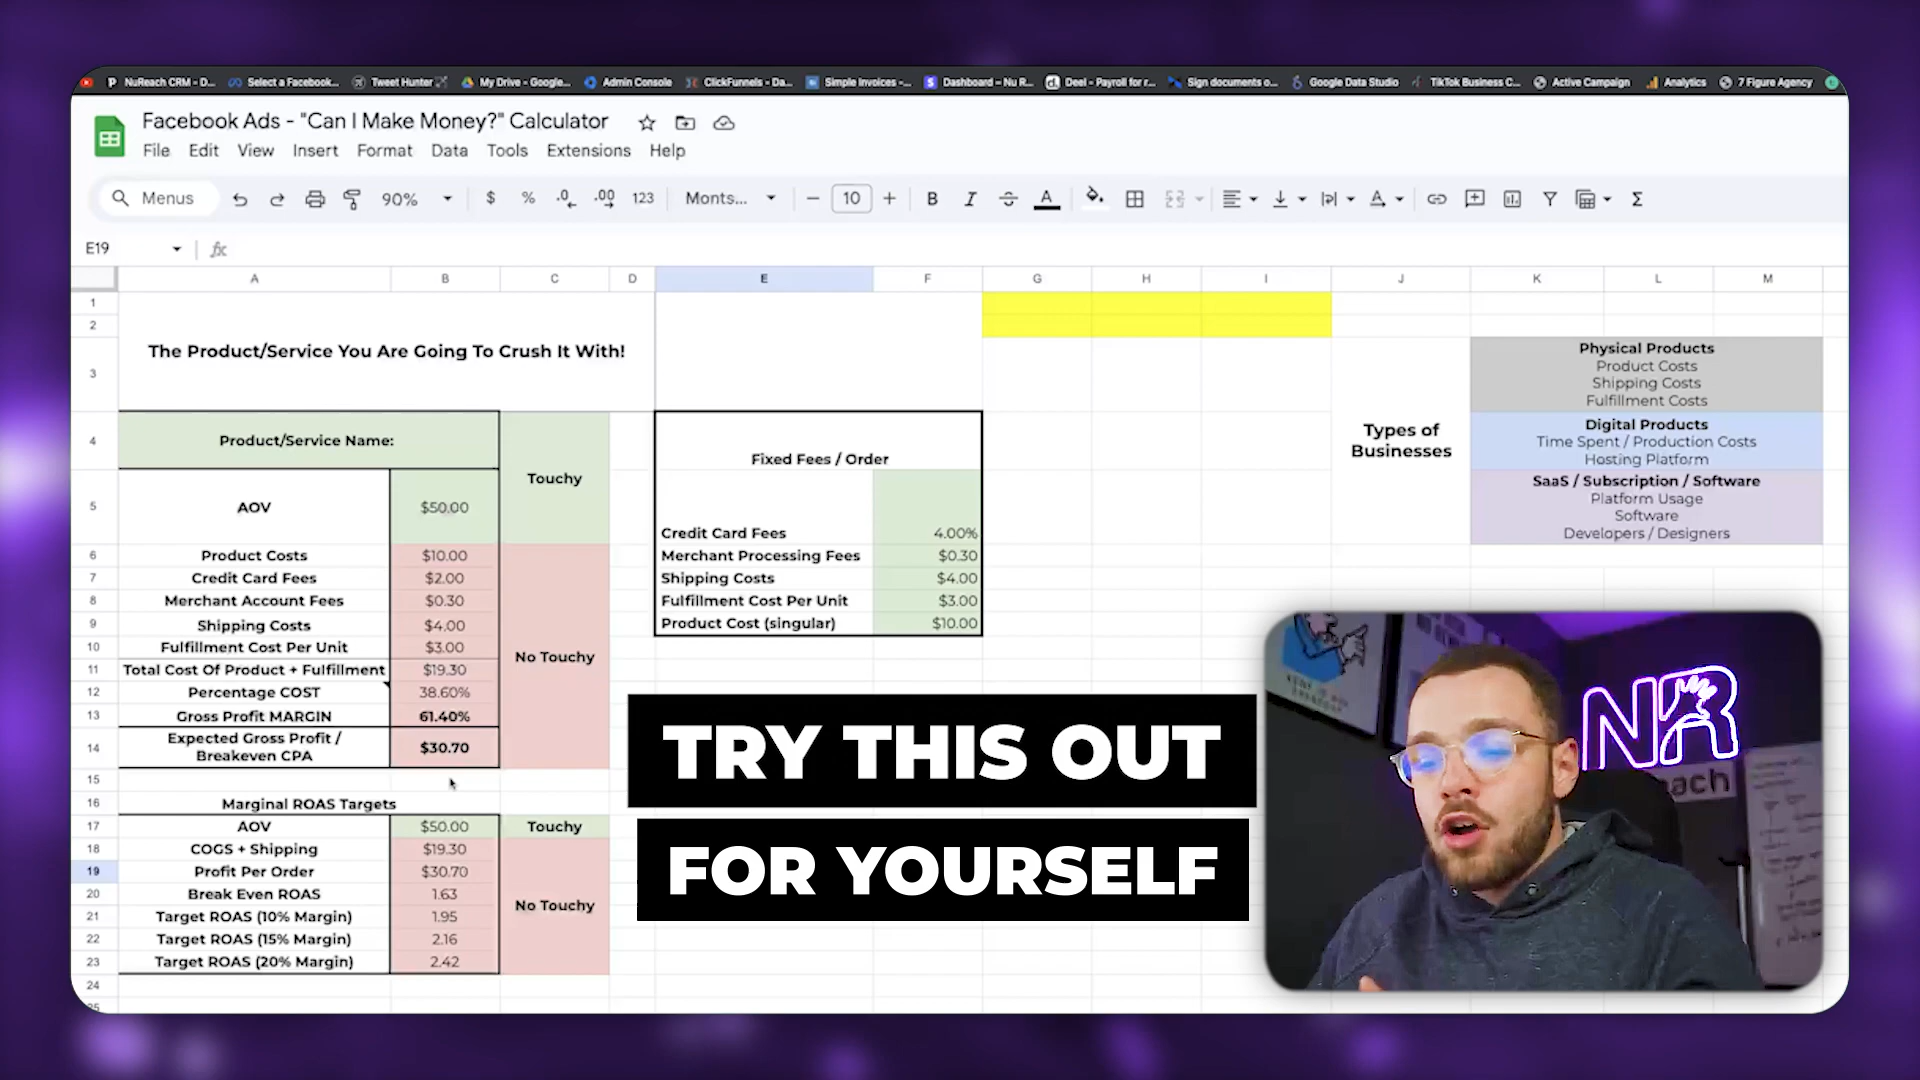 NuReach CRM - D...
Select a Facebook...
Tweet Hunter
My Drive - Google...
Admin Console
ClickFunnels - Da...
Simple Invoices -...
Dashboard - Nu R...
Deel - Payroll for r...
Sign documents o...
Google Data Studio
TikTok Business C...
Active Campaign
Analytics
7 Figure Agency
Facebook Ads - "Can I Make Money?" Calculator
File Edit View Insert Format Data Tools Extensions Help
Menus 90% $ % .0 .00 123 Monts... 10 B I A A Σ
E19 fx
A B C D E F G H I J K L M
1
2
3 The Product/Service You Are Going To Crush It With!
Physical Products
Product Costs
Shipping Costs
Fulfillment Costs
4 Product/Service Name:
Touchy
Fixed Fees / Order
Types of
Businesses
Digital Products
Time Spent / Production Costs
Hosting Platform
5 AOV $50.00
Credit Card Fees 4.00%
SaaS / Subscription / Software
Platform Usage
Software
Developers / Designers
6 Product Costs $10.00 Merchant Processing Fees $0.30
7 Credit Card Fees $2.00 Shipping Costs $4.00
8 Merchant Account Fees $0.30 Fulfillment Cost Per Unit $3.00
9 Shipping Costs $4.00 Product Cost (singular) $10.00
10 Fulfillment Cost Per Unit $3.00 No Touchy
11 Total Cost Of Product + Fulfillment $19.30
12 Percentage COST 38.60%
13 Gross Profit MARGIN 61.40%
14 Expected Gross Profit /
Breakeven CPA $30.70
15
16 Marginal ROAS Targets
17 AOV $50.00 Touchy
18 COGS + Shipping $19.30
19 Profit Per Order $30.70
20 Break Even ROAS 1.63 No Touchy
21 Target ROAS (10% Margin) 1.95
22 Target ROAS (15% Margin) 2.16
23 Target ROAS (20% Margin) 2.42
24
25
TRY THIS OUT
FOR YOURSELF
NR
each